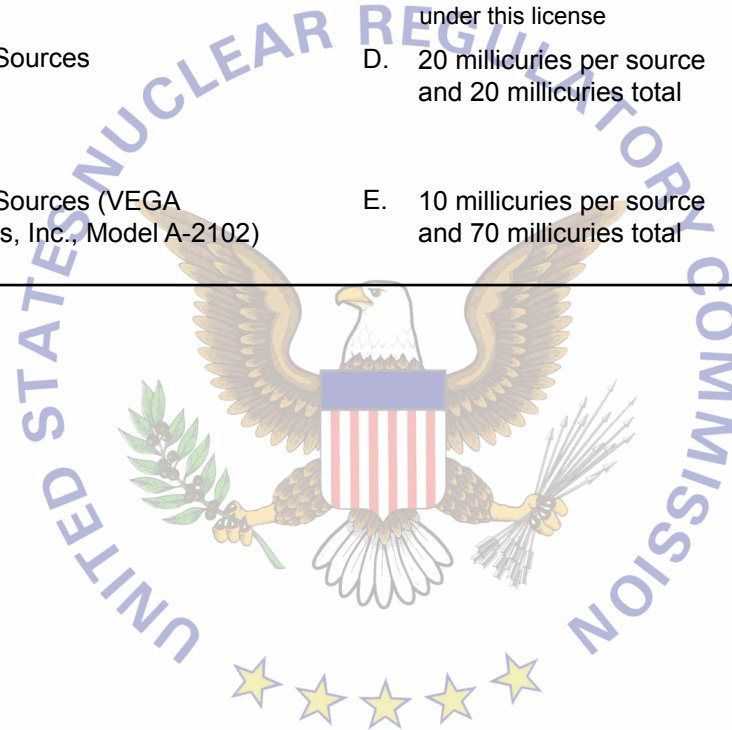 under this license
Sources
D. 20 millicuries per source
and 20 millicuries total
Sources (VEGA
E. 10 millicuries per source
s, Inc., Model A-2102)
and 70 millicuries total
UNITED STATES NUCLEAR REGULATORY COMMISSION